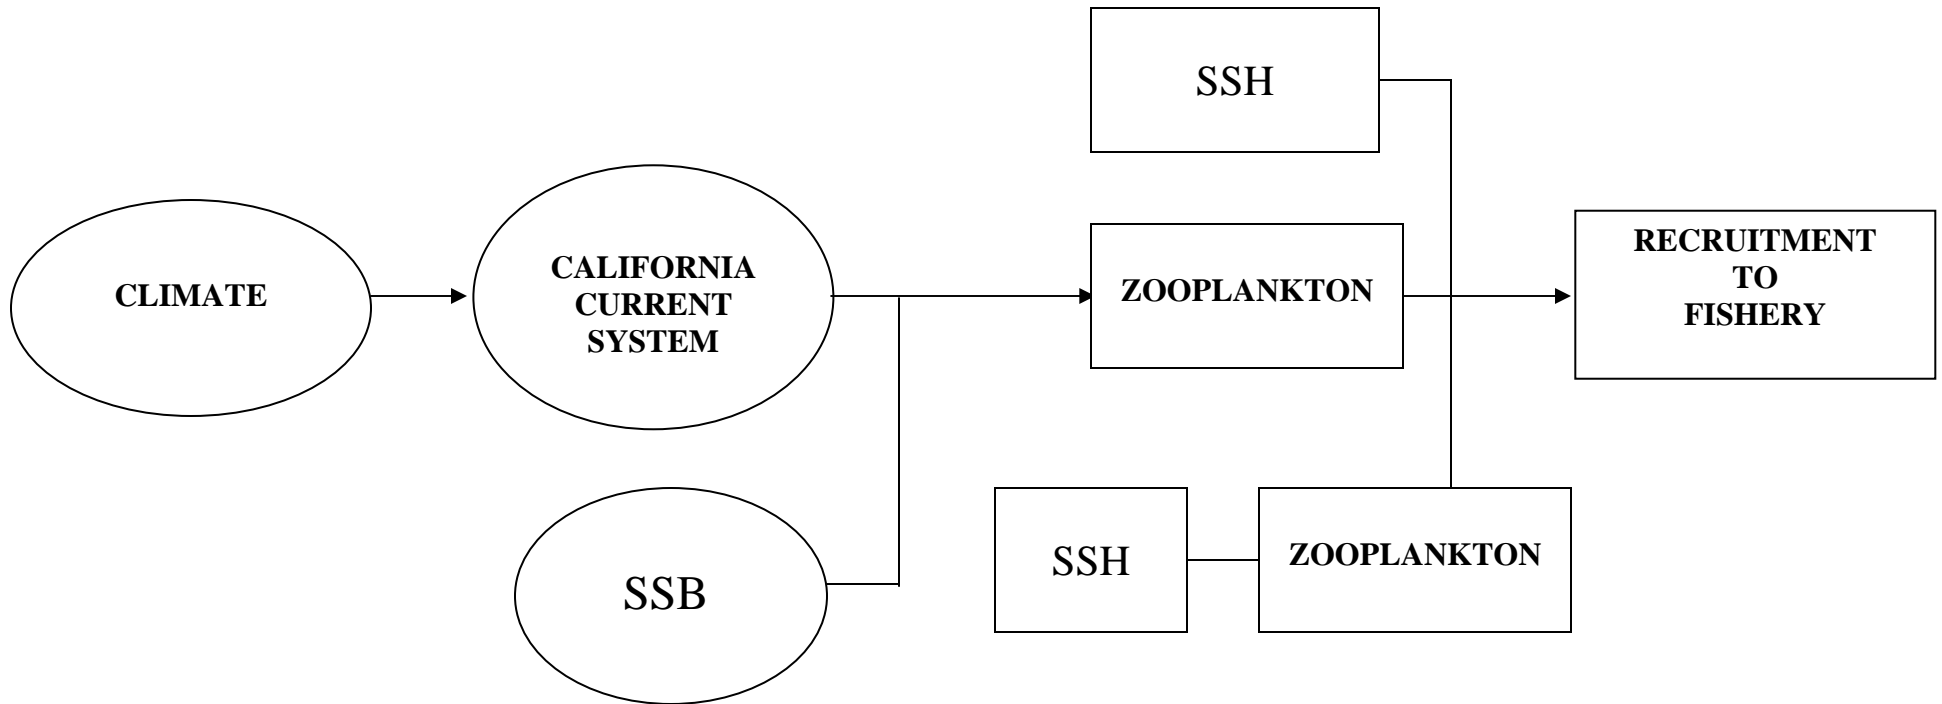 SSH
CLIMATE
CALIFORNIA
CURRENT
SYSTEM
ZOOPLANKTON
RECRUITMENT
TO
FISHERY
SSB
SSH
ZOOPLANKTON